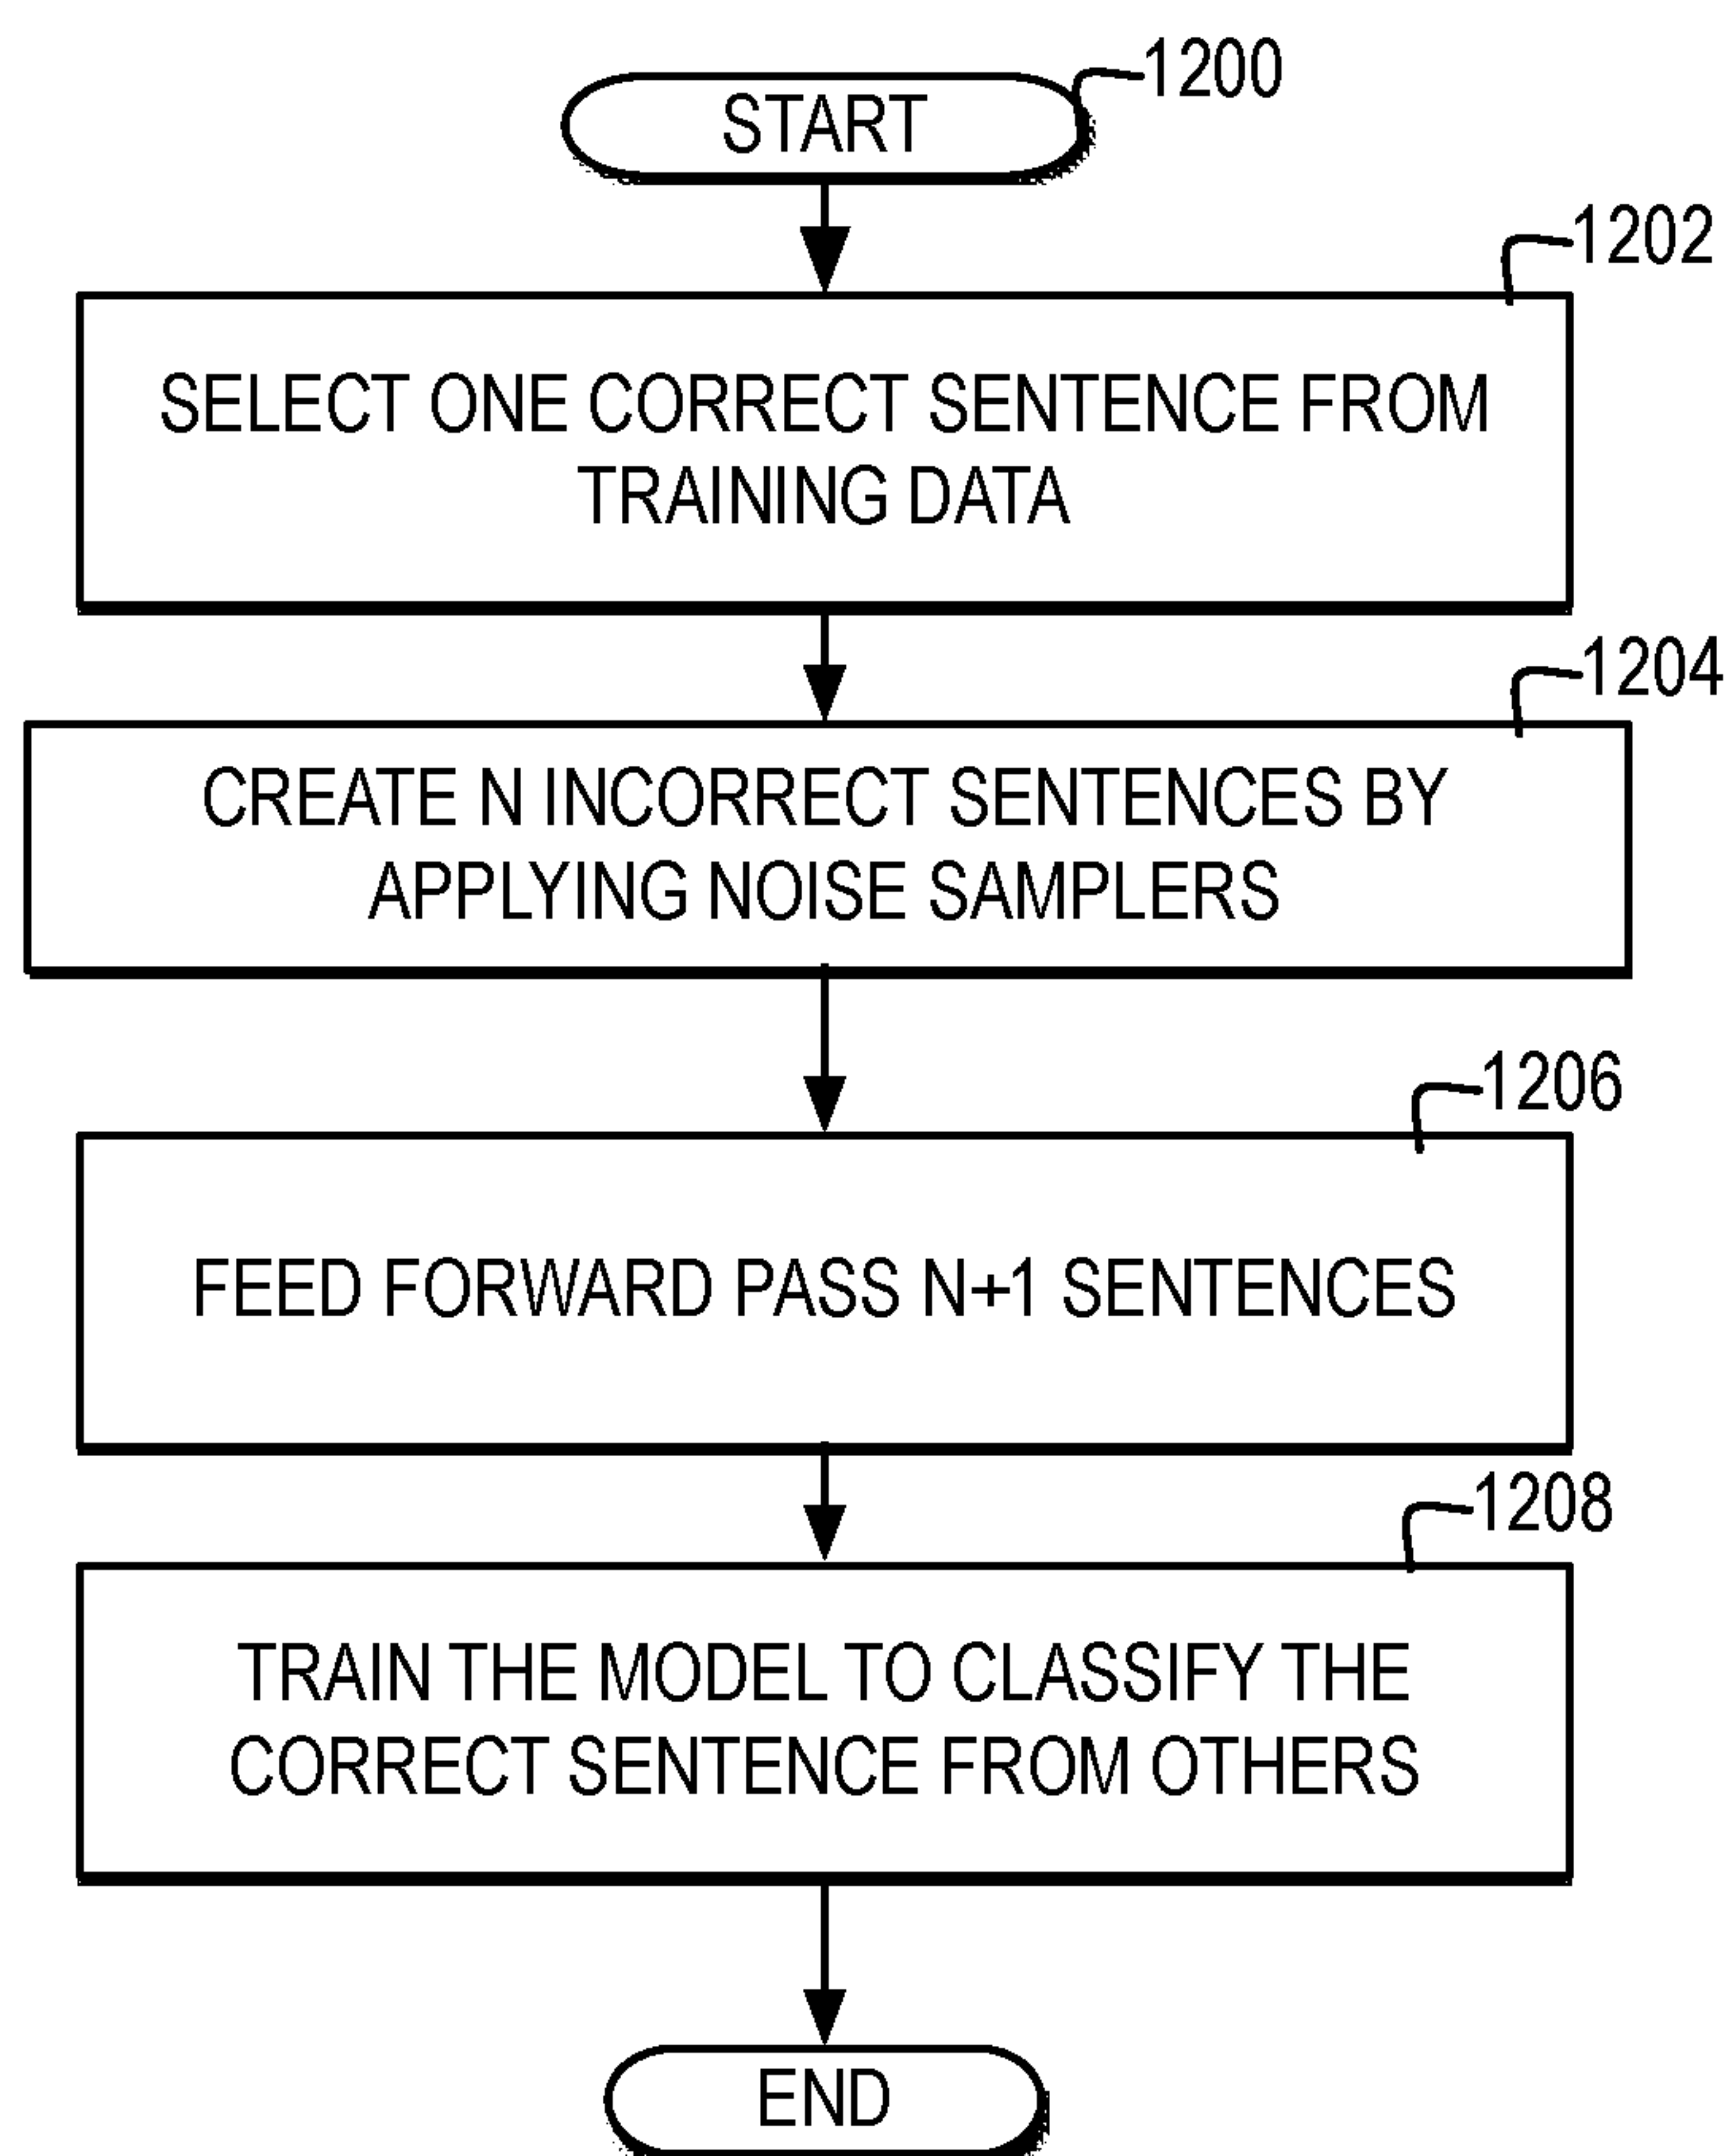 1200
START
1202
SELECT ONE CORRECT SENTENCE FROM
TRAINING DATA
1204
CREATE N INCORRECT SENTENCES BY
APPLYING NOISE SAMPLERS
1206
FEED FORWARD PASS N+1 SENTENCES
1208
TRAIN THE MODEL TO CLASSIFY THE
CORRECT SENTENCE FROM OTHERS
END